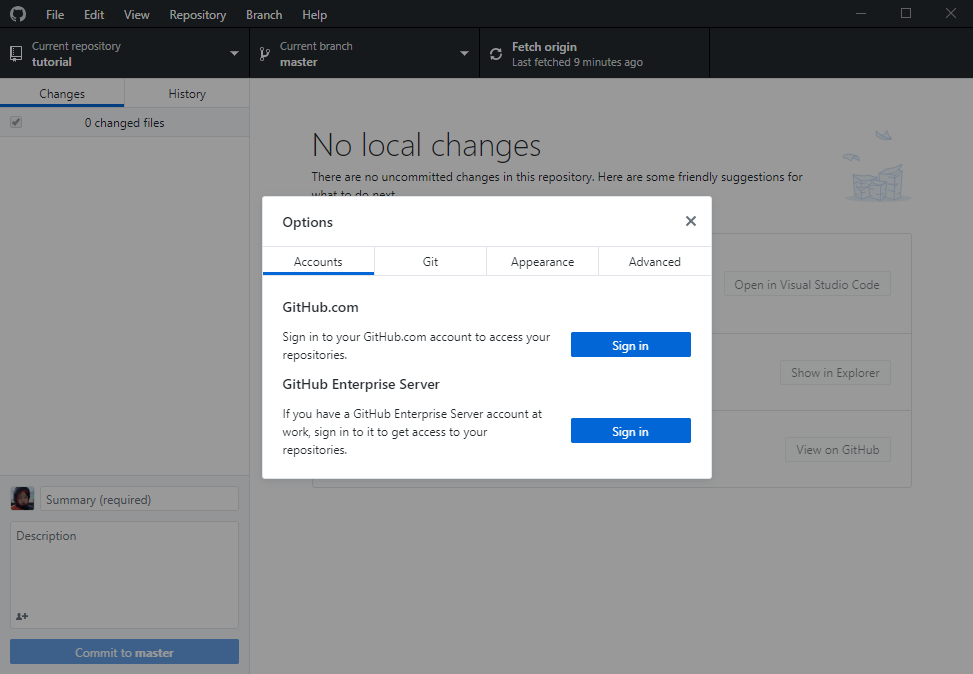 File Edit View Repository Branch Help
Current repository
tutorial
Current branch
master
Fetch origin
Last fetched 9 minutes ago
Changes History
0 changed files
No local changes
There are no uncommitted changes in this repository. Here are some friendly suggestions for
what to do next.
Options
Accounts Git Appearance Advanced
GitHub.com
Sign in to your GitHub.com account to access your
repositories.
Sign in
GitHub Enterprise Server
If you have a GitHub Enterprise Server account at
work, sign in to it to get access to your
repositories.
Sign in
Open in Visual Studio Code
Show in Explorer
View on GitHub
Summary (required)
Description
Commit to master